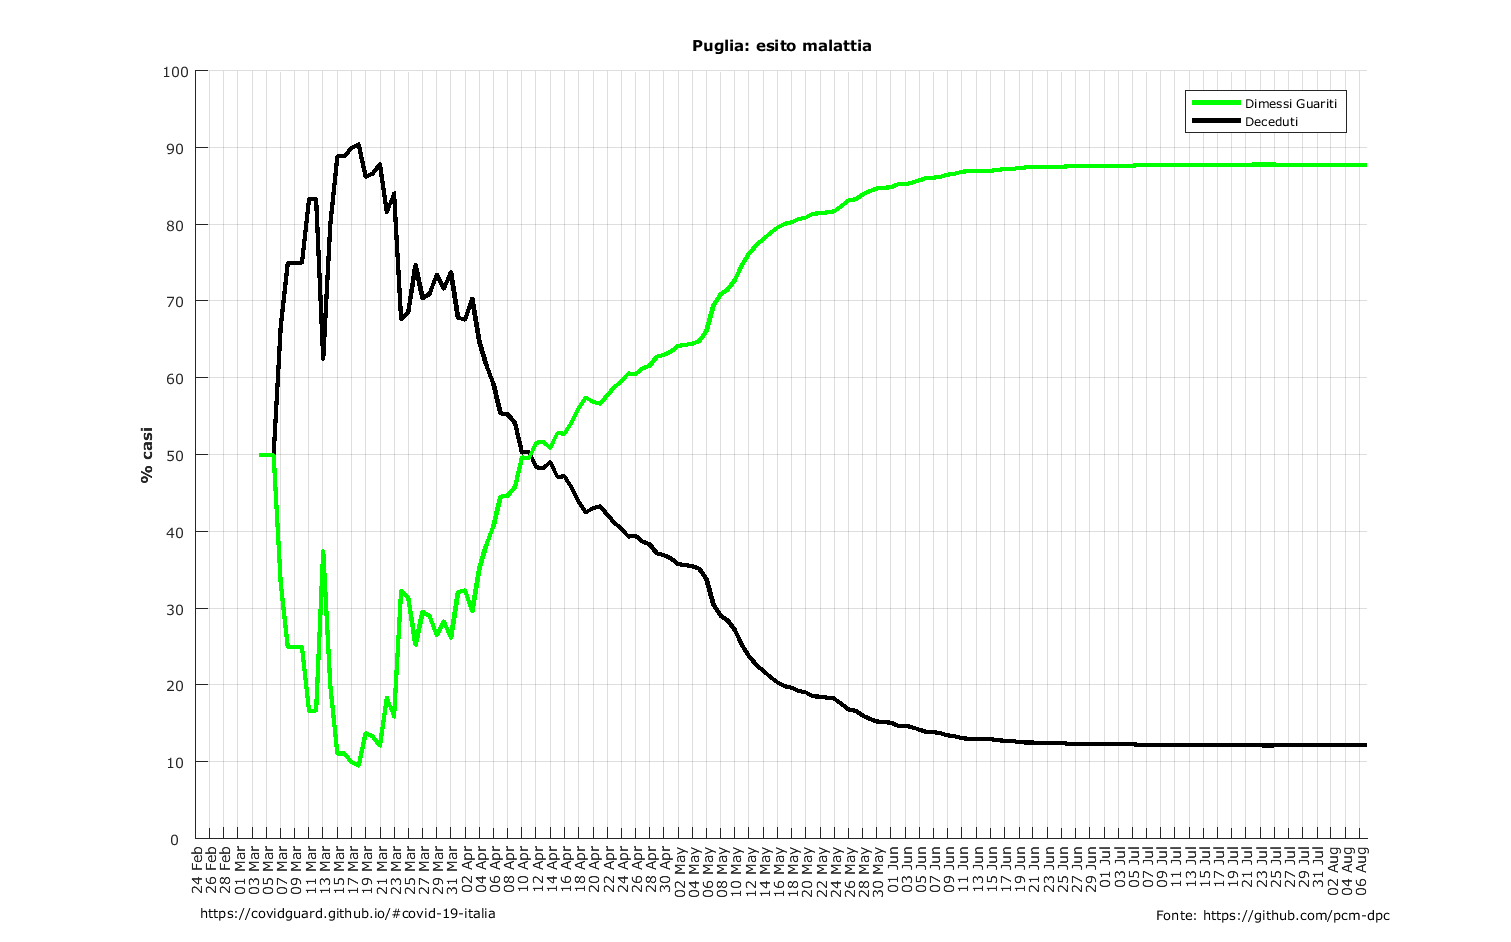 Puglia: esito malattia
100
90
80
70
60
50
40
30
20
10
0
% casi
Dimessi Guariti
Deceduti
24 Feb
26 Feb
28 Feb
01 Mar
03 Mar
05 Mar
07 Mar
09 Mar
11 Mar
13 Mar
15 Mar
17 Mar
19 Mar
21 Mar
23 Mar
25 Mar
27 Mar
29 Mar
31 Mar
02 Apr
04 Apr
06 Apr
08 Apr
10 Apr
12 Apr
14 Apr
16 Apr
18 Apr
20 Apr
22 Apr
24 Apr
26 Apr
28 Apr
30 Apr
02 May
04 May
06 May
08 May
10 May
12 May
14 May
16 May
18 May
20 May
22 May
24 May
26 May
28 May
30 May
01 Jun
03 Jun
05 Jun
07 Jun
09 Jun
11 Jun
13 Jun
15 Jun
17 Jun
19 Jun
21 Jun
23 Jun
25 Jun
27 Jun
29 Jun
01 Jul
03 Jul
05 Jul
07 Jul
09 Jul
11 Jul
13 Jul
15 Jul
17 Jul
19 Jul
21 Jul
23 Jul
25 Jul
27 Jul
29 Jul
31 Jul
02 Aug
04 Aug
06 Aug
https://covidguard.github.io/#covid-19-italia
Fonte: https://github.com/pcm-dpc